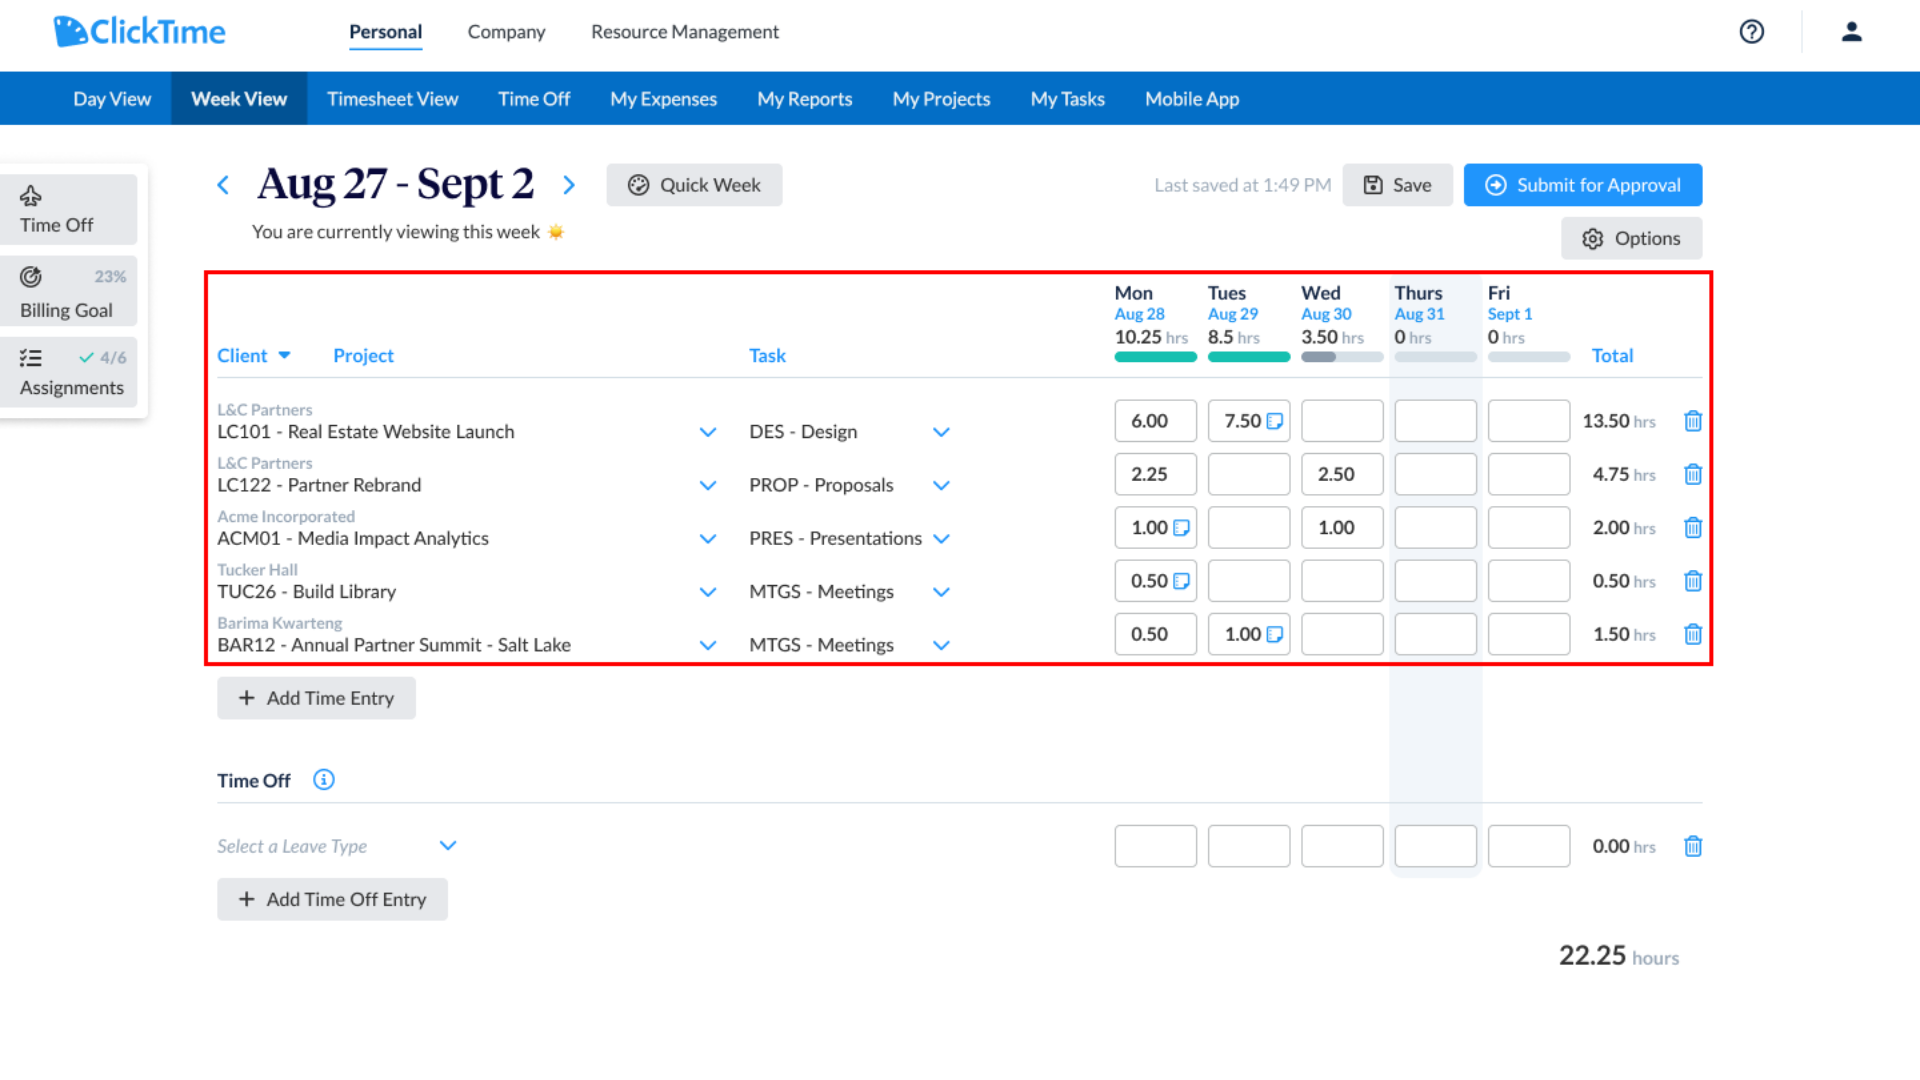 ClickTime
Personal Company Resource Management
Day View Week View Timesheet View Time Off My Expenses My Reports My Projects My Tasks Mobile App
Time Off
23%
Billing Goal
4/6
Assignments
Aug 27 - Sept 2
Quick Week
Last saved at 1:49 PM
Save
Submit for Approval
You are currently viewing this week
Options
Mon Tues Wed Thurs Fri
Aug 28 Aug 29 Aug 30 Aug 31 Sept 1
10.25 hrs 8.5 hrs 3.50 hrs 0 hrs 0 hrs
Client Project Task Total
L&C Partners
LC101 - Real Estate Website Launch DES - Design 6.00 7.50 13.50 hrs
L&C Partners
LC122 - Partner Rebrand PROP - Proposals 2.25 2.50 4.75 hrs
Acme Incorporated
ACM01 - Media Impact Analytics PRES - Presentations 1.00 1.00 2.00 hrs
Tucker Hall
TUC26 - Build Library MTGS - Meetings 0.50 0.50 hrs
Barima Kwarteng
BAR12 - Annual Partner Summit - Salt Lake MTGS - Meetings 0.50 1.00 1.50 hrs
+ Add Time Entry
Time Off
Select a Leave Type 0.00 hrs
+ Add Time Off Entry
22.25 hours